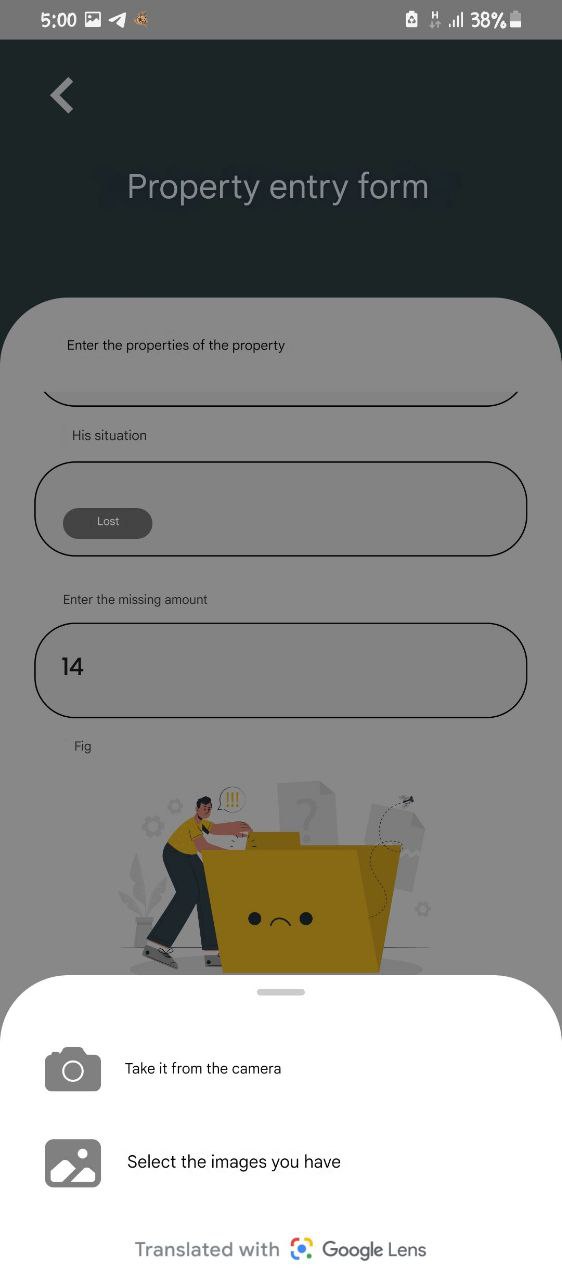 5:00
H
38%
Property entry form
Enter the properties of the property
His situation
Lost
Enter the missing amount
14
Fig
!!!
?
Take it from the camera
Select the images you have
Translated with Google Lens